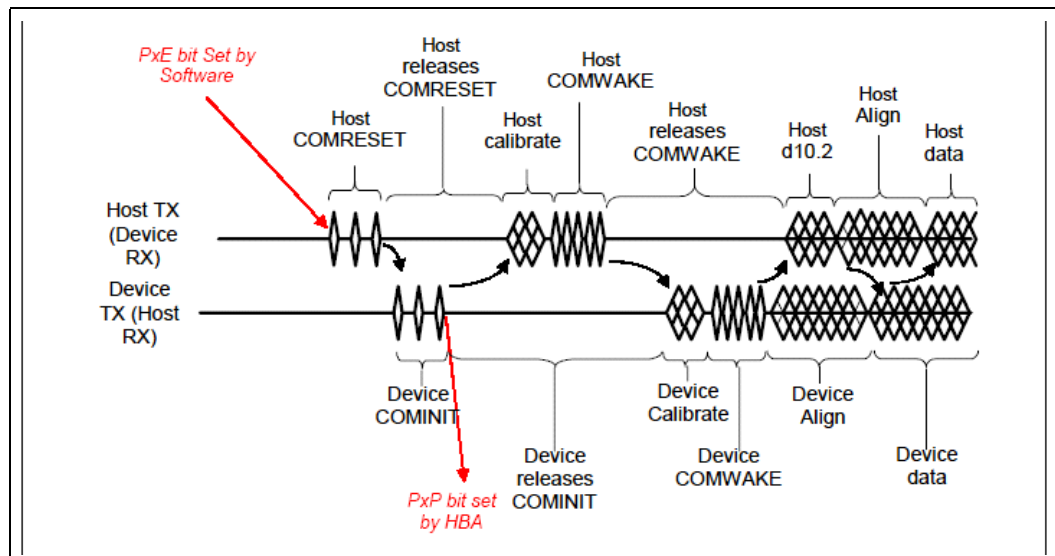 PxE bit Set by
Software
Host
COMRESET
Host
releases
COMRESET
Host
calibrate
Host
COMWAKE
Host
releases
COMWAKE
Host
d10.2
Host
Align
Host
data
Host TX
(Device
RX)
Device
TX (Host
RX)
Device
COMINIT
PxP bit set
by HBA
Device
releases
COMINIT
Device
Calibrate
Device
COMWAKE
Device
Align
Device
data